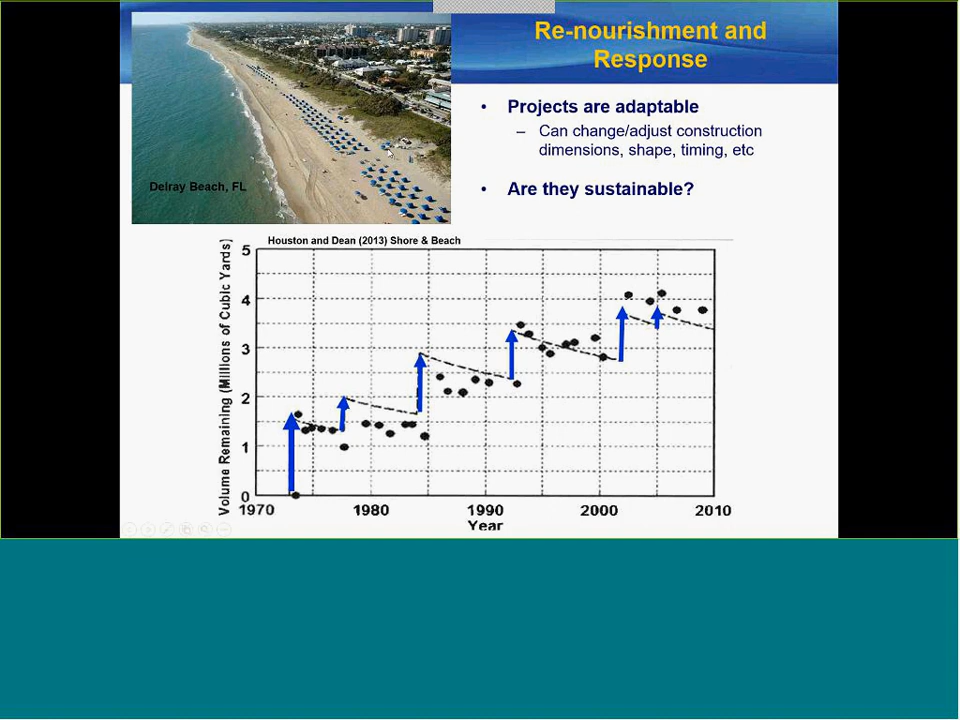 Re-nourishment and
Response
• Projects are adaptable
– Can change/adjust construction
dimensions, shape, timing, etc
• Are they sustainable?
Delray Beach, FL
Houston and Dean (2013) Shore & Beach
Volume Remaining (Millions of Cubic Yards)
5
4
3
2
1
0
1970 1980 1990 2000 2010
Year